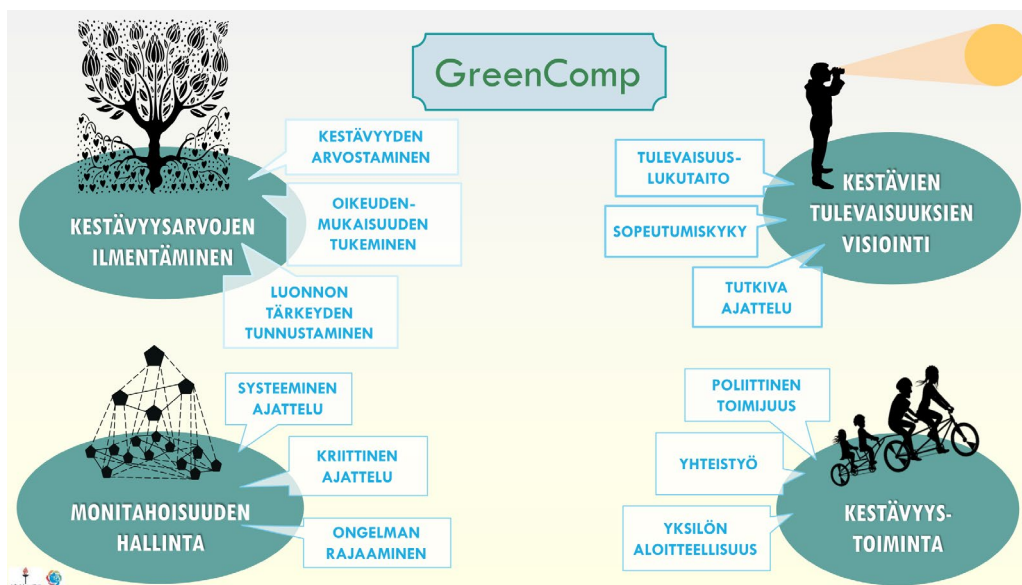 GreenComp
KESTÄVYYSARVOJEN
ILMENTÄMINEN
KESTÄVYYDEN
ARVOSTAMINEN
OIKEUDEN-
MUKAISUUDEN
TUKEMINEN
LUONNON
TÄRKEYDEN
TUNNUSTAMINEN
KESTÄVIEN
TULEVAISUUKSIEN
VISIOINTI
TULEVAISUUS-
LUKUTAITO
SOPEUTUMISKYKY
TUTKIVA
AJATTELU
MONITAHOISUUDEN
HALLINTA
SYSTEEMINEN
AJATTELU
KRIITTINEN
AJATTELU
ONGELMAN
RAJAAMINEN
KESTÄVYYS-
TOIMINTA
POLIITTINEN
TOIMIJUUS
YHTEISTYÖ
YKSILÖN
ALOITTEELLISUUS